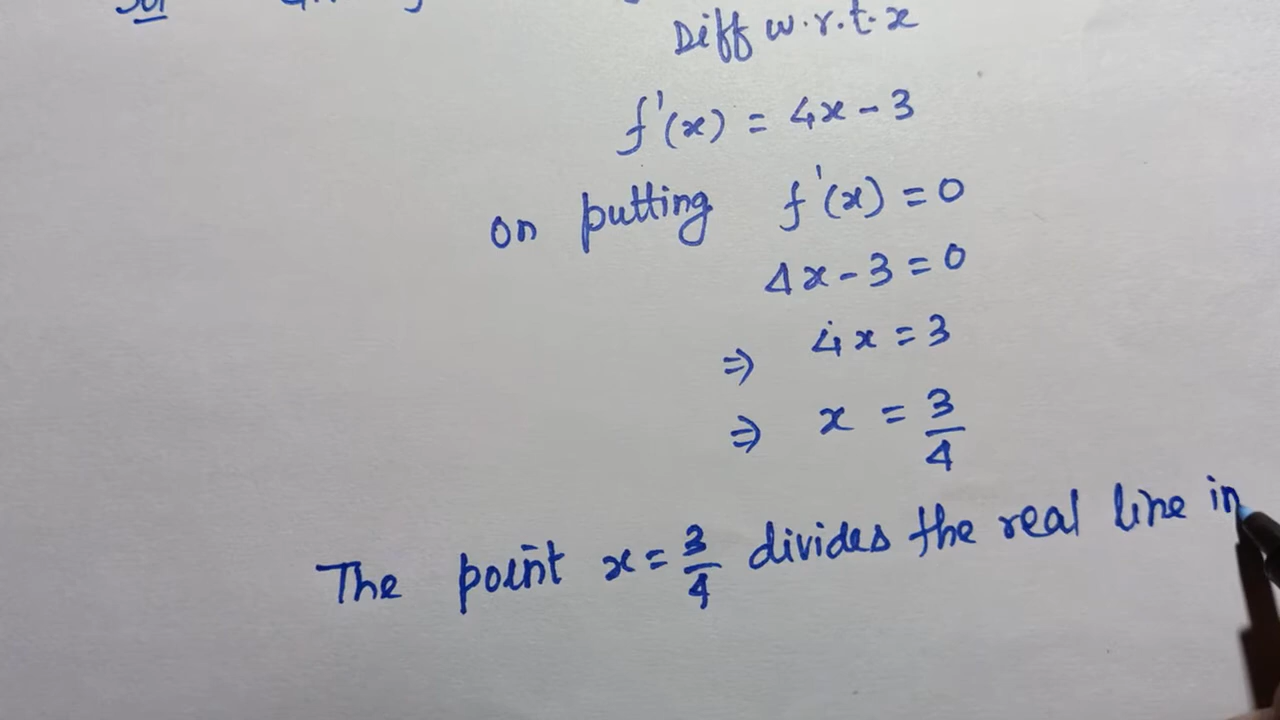 Diff w.r.t. x
f'(x) = 4x - 3
on putting f'(x) = 0
4x - 3 = 0
⇒ 4x = 3
⇒ x = 3/4
The point x = 3/4 divides the real line in